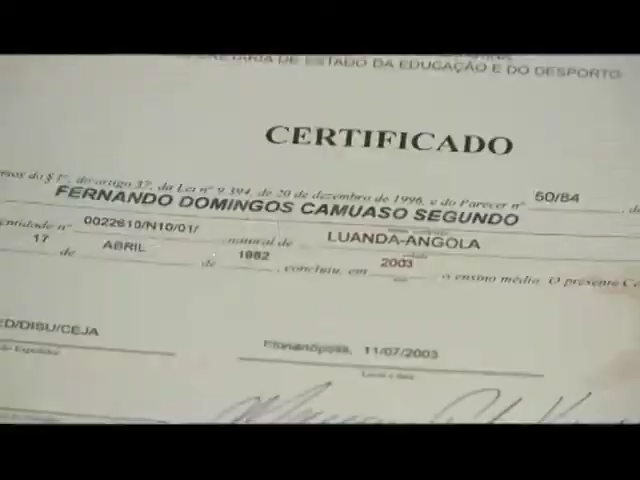 DE ESTADO DA EDUCAÇÃO E DO DESPORTO
CERTIFICADO
do § 1º, do artigo 37, da Lei nº 9.394, de 20 de dezembro de 1996, e do Parecer nº 60/84
FERNANDO DOMINGOS CAMUASO SEGUNDO
nº 0022610/N10/01/ natural de LUANDA-ANGOLA
17 de ABRIL de 1982, concluiu, em 2003 o ensino médio. O presente
ED/DISU/CEJA
Florianópolis, 11/07/2003
Local e data